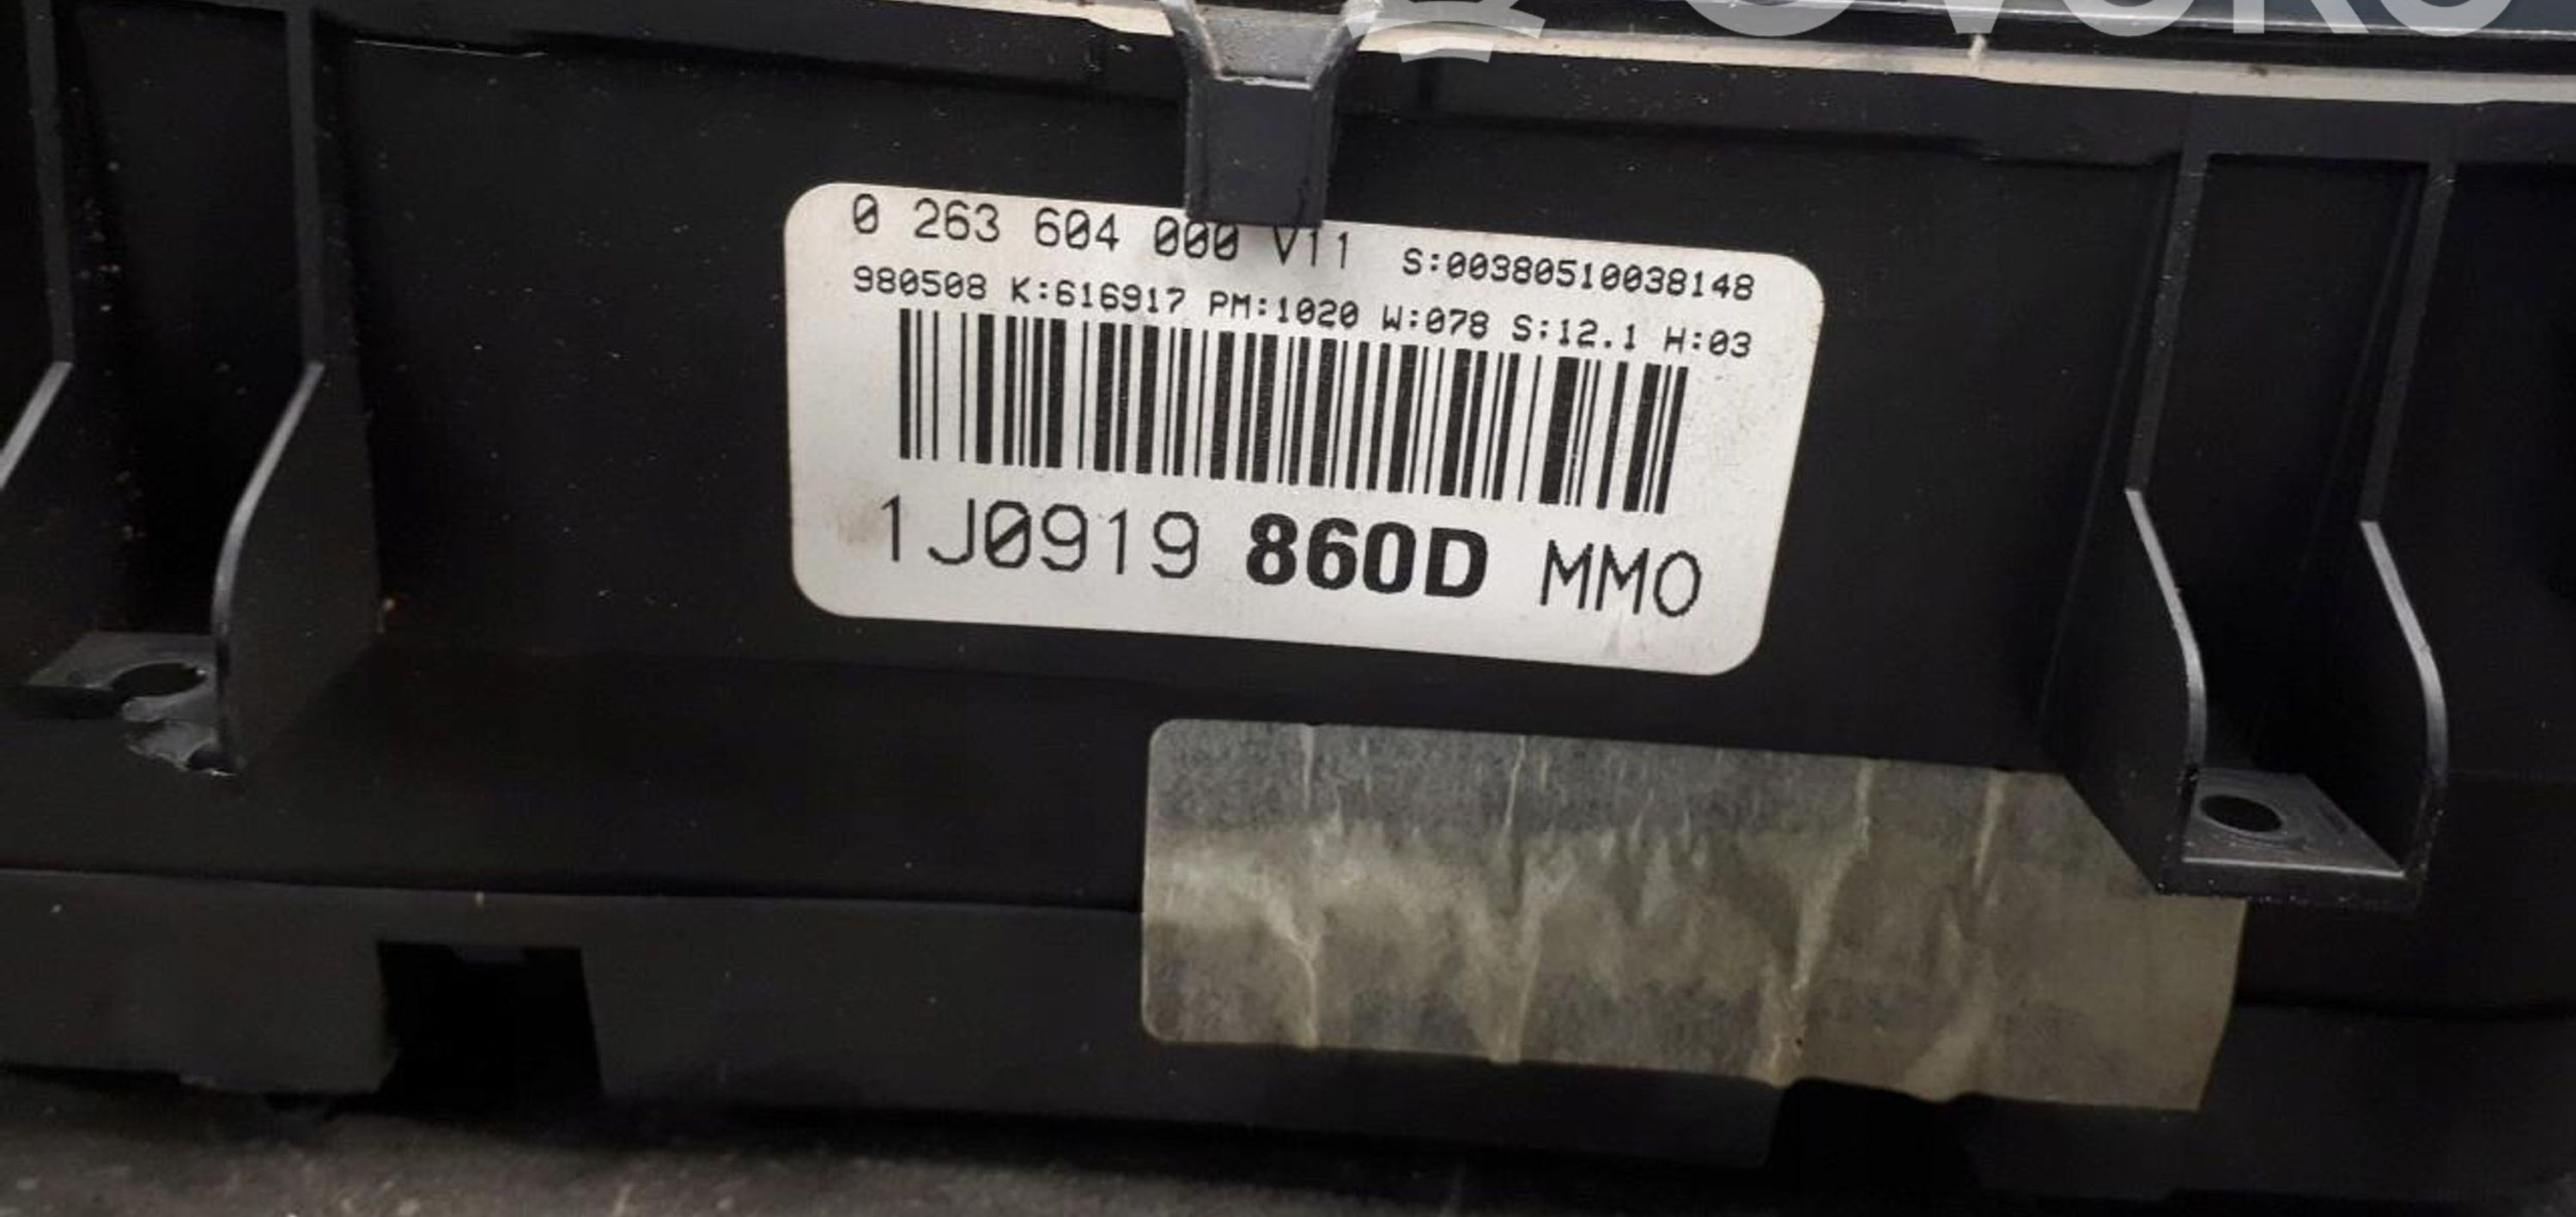 0 263 604 000 V11 S:00380510038148
980508 K:616917 PM:1020 W:078 S:12.1 H:03
1J0919 860D MMO